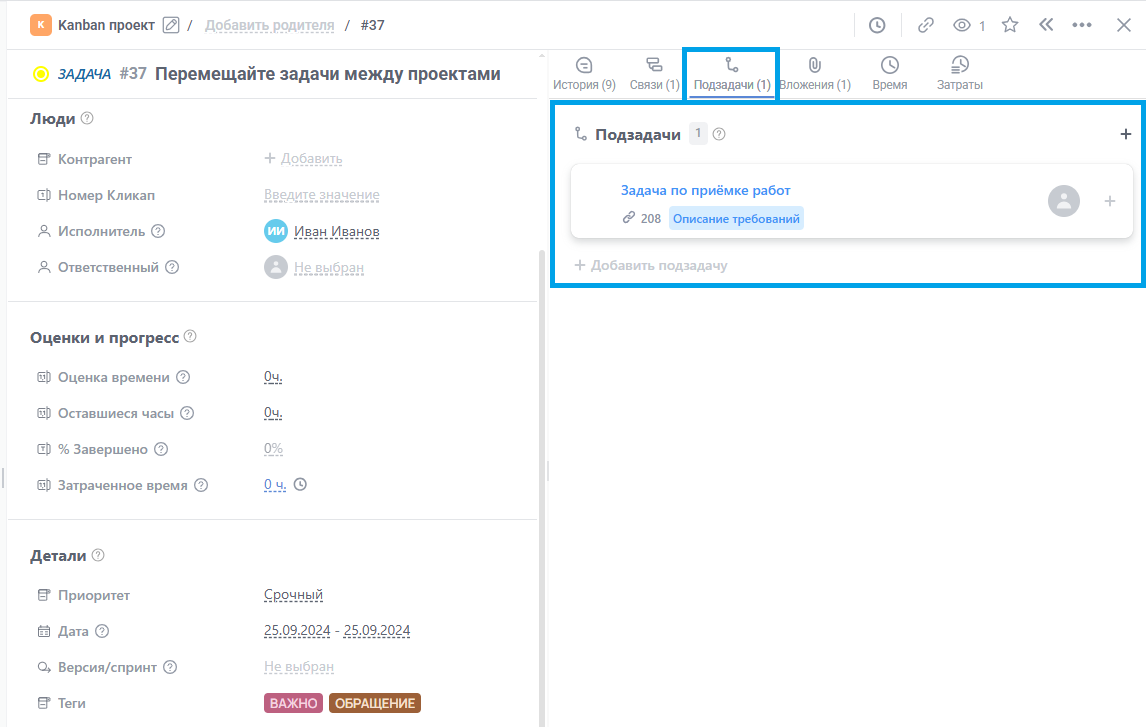 К Kanban проект / Добавить родителя / #37
1
ЗАДАЧА #37 Перемещайте задачи между проектами
История (9) Связи (1) Подзадачи (1) Вложения (1) Время Затраты
Люди ?
Контрагент + Добавить
Номер Кликап Введите значение
Исполнитель ? ИИ Иван Иванов
Ответственный ? Не выбран
Оценки и прогресс ?
Оценка времени ? 0ч.
Оставшиеся часы ? 0ч.
% Завершено ? 0%
Затраченное время ? 0 ч.
Детали ?
Приоритет Срочный
Дата ? 25.09.2024 - 25.09.2024
Версия/спринт ? Не выбран
Теги ВАЖНО ОБРАЩЕНИЕ
Подзадачи 1 ? +
Задача по приёмке работ
208 Описание требований +
+ Добавить подзадачу